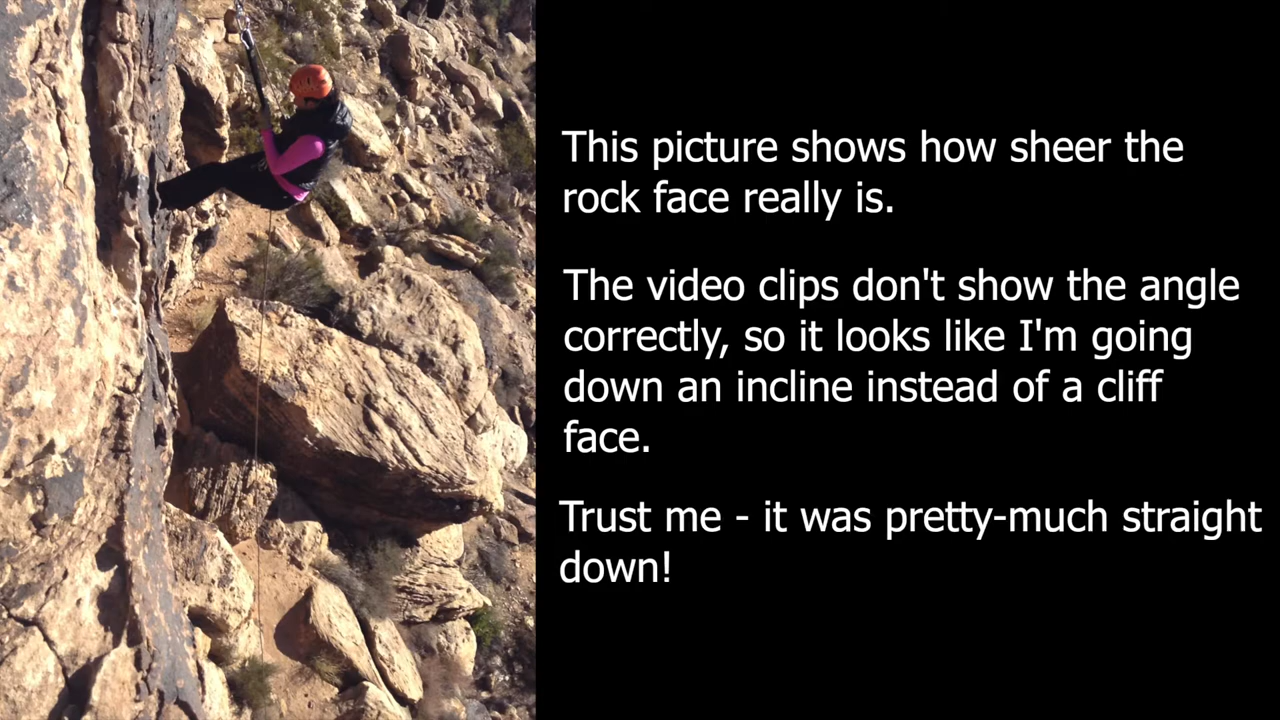 This picture shows how sheer the
rock face really is.
The video clips don't show the angle
correctly, so it looks like I'm going
down an incline instead of a cliff
face.
Trust me - it was pretty-much straight
down!